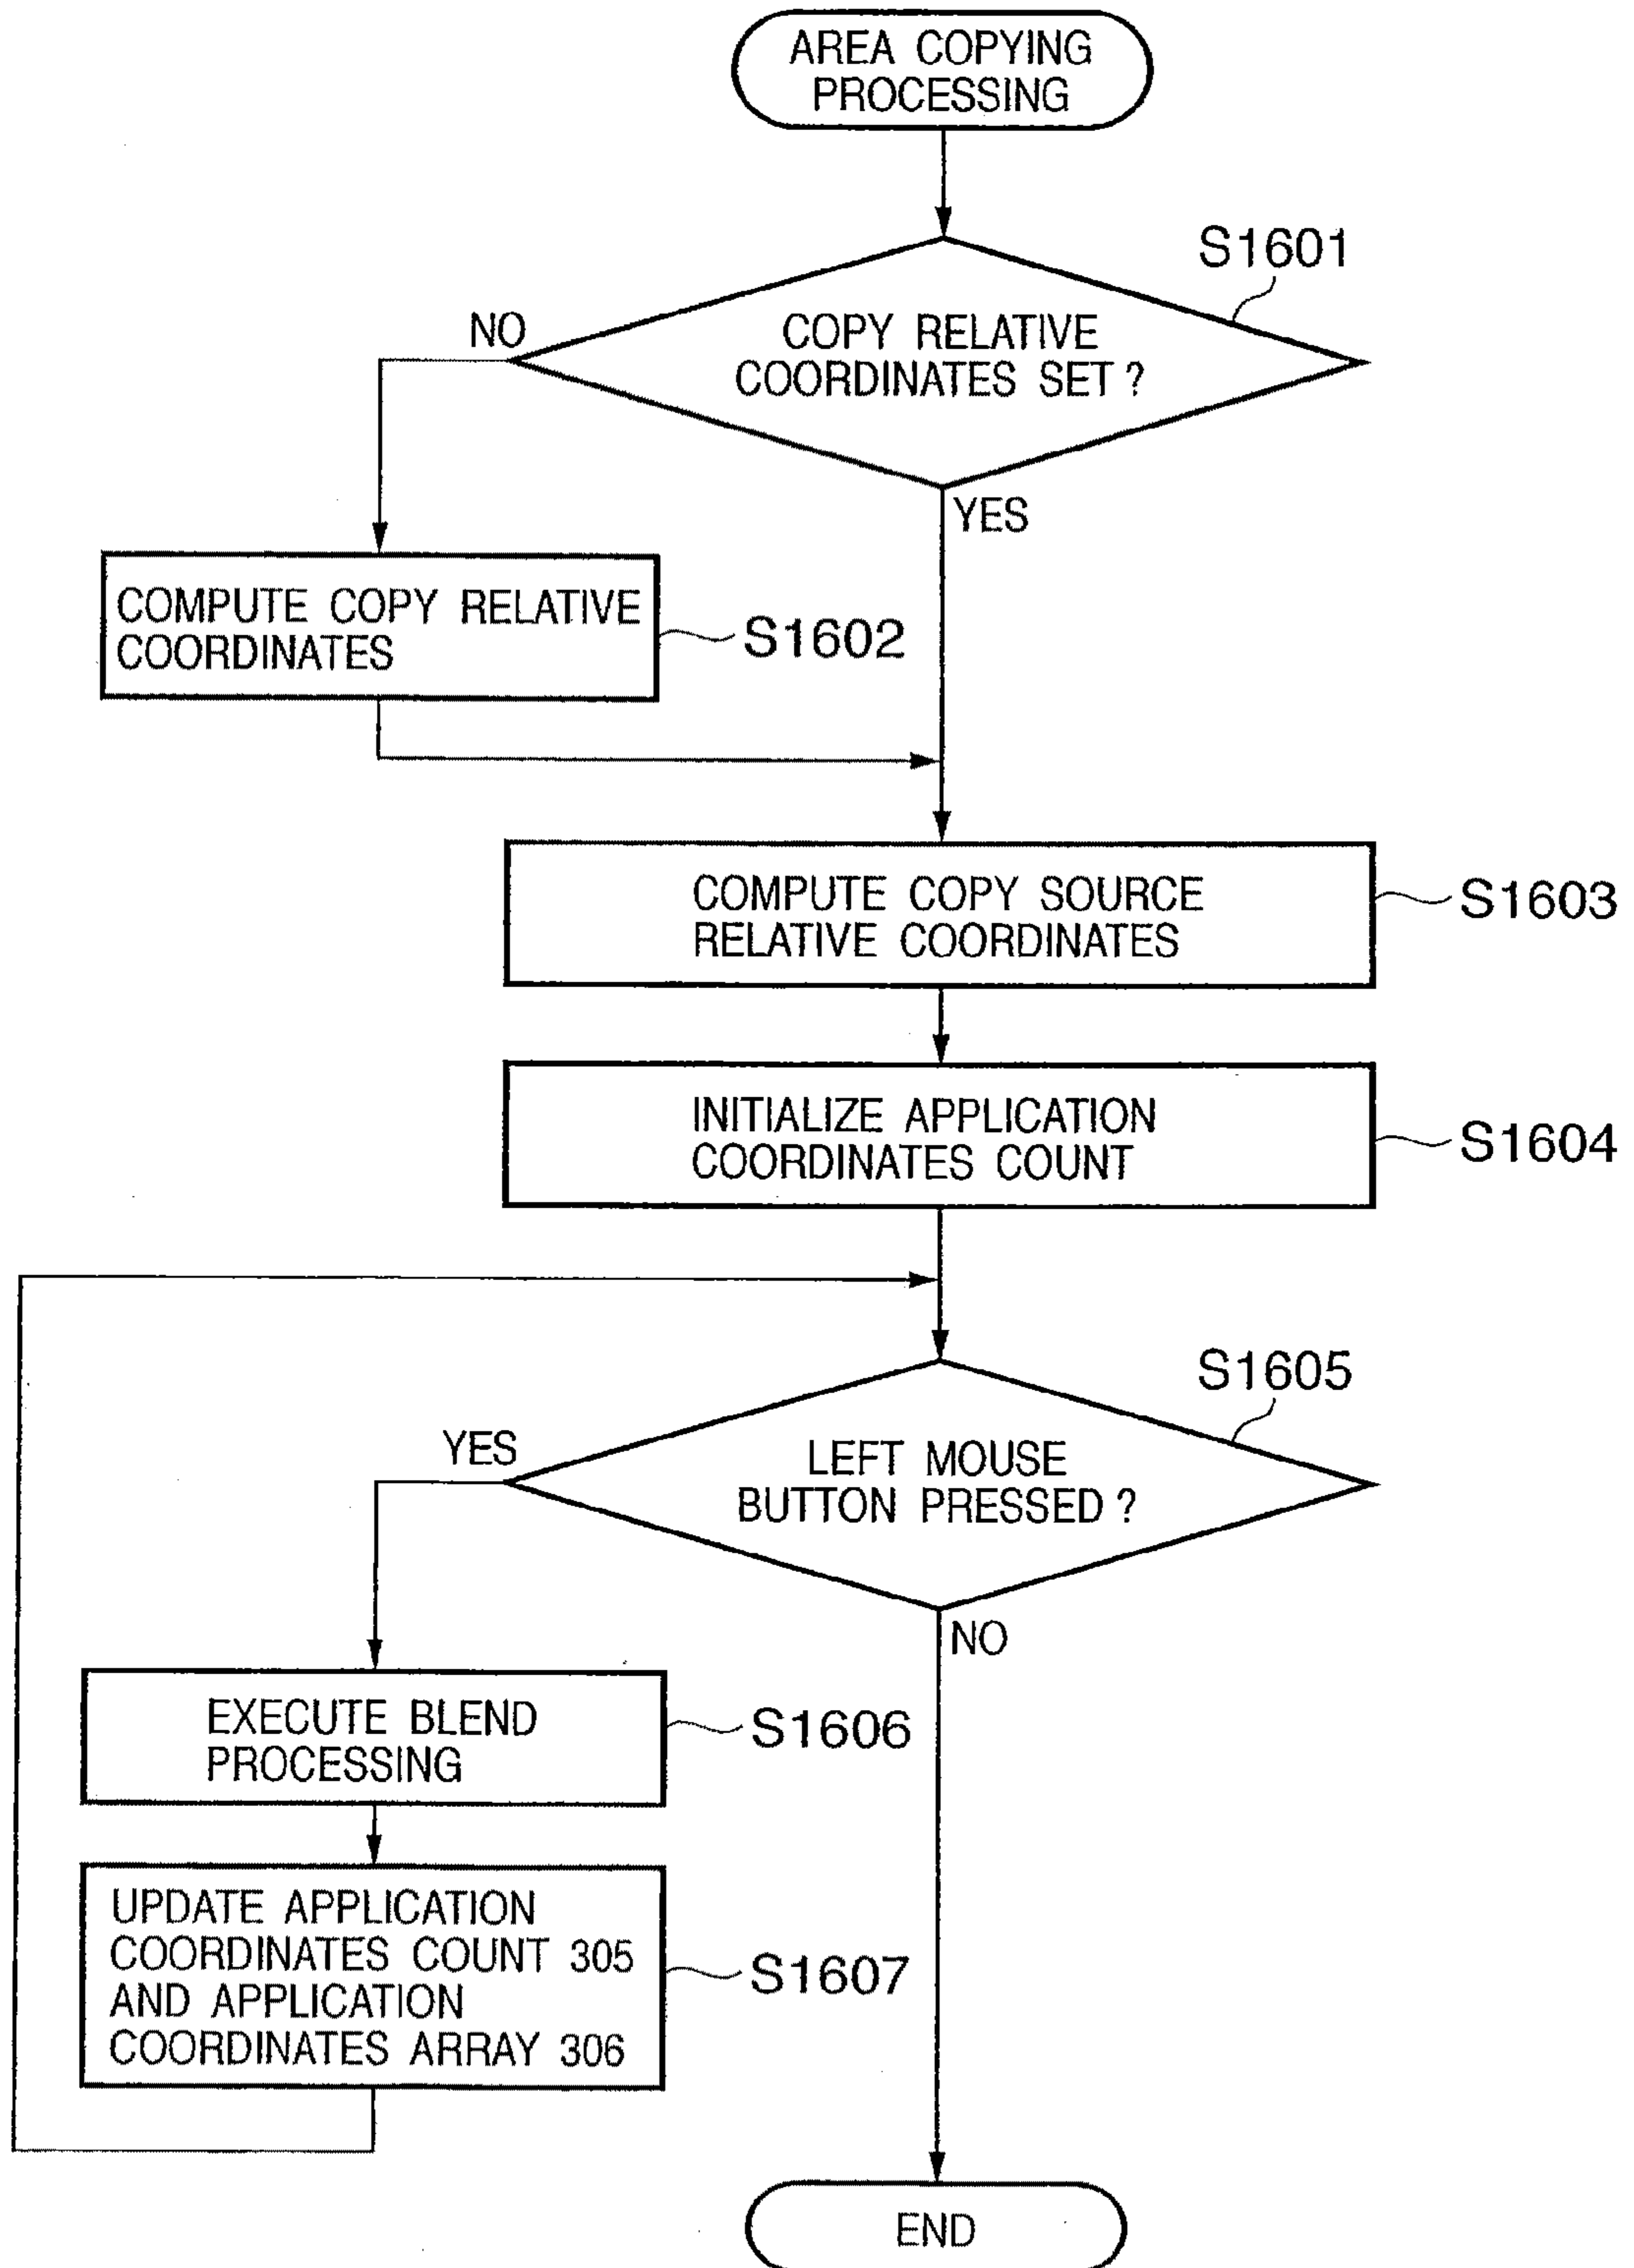 AREA COPYING
PROCESSING
S1601
NO
COPY RELATIVE
COORDINATES SET ?
YES
COMPUTE COPY RELATIVE
COORDINATES
S1602
COMPUTE COPY SOURCE
RELATIVE COORDINATES
S1603
INITIALIZE APPLICATION
COORDINATES COUNT
S1604
S1605
YES
LEFT MOUSE
BUTTON PRESSED ?
NO
EXECUTE BLEND
PROCESSING
S1606
UPDATE APPLICATION
COORDINATES COUNT 305
AND APPLICATION
COORDINATES ARRAY 306
S1607
END